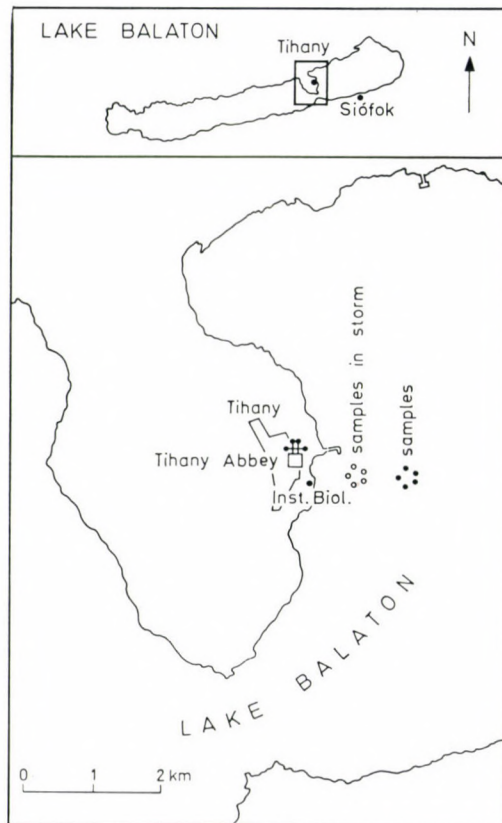 LAKE BALATON
Tihany
N
Siófok
samples in storm
samples
Tihany
Tihany Abbey
Inst. Biol.
LAKE BALATON
0 1 2 km